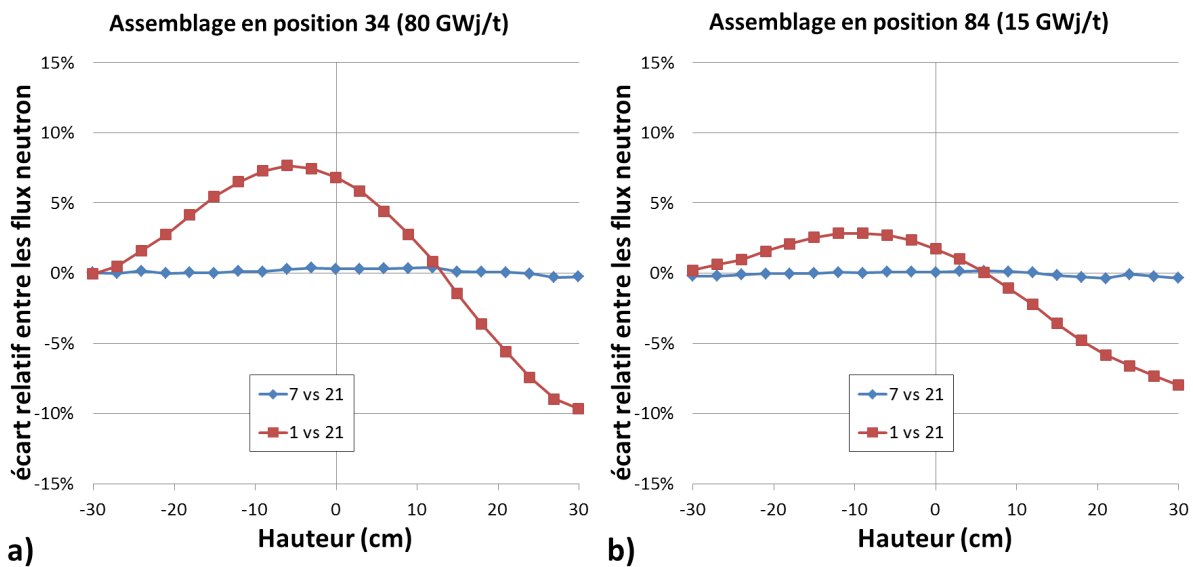 Assemblage en position 34 (80 GWj/t)
15%
10%
5%
0%
-5%
-10%
-15%
écart relatif entre les flux neutron
7 vs 21
1 vs 21
-30
-20
-10
0
10
20
30
Hauteur (cm)
a)
Assemblage en position 84 (15 GWj/t)
15%
10%
5%
0%
-5%
-10%
-15%
écart relatif entre les flux neutron
7 vs 21
1 vs 21
-30
-20
-10
0
10
20
30
Hauteur (cm)
b)